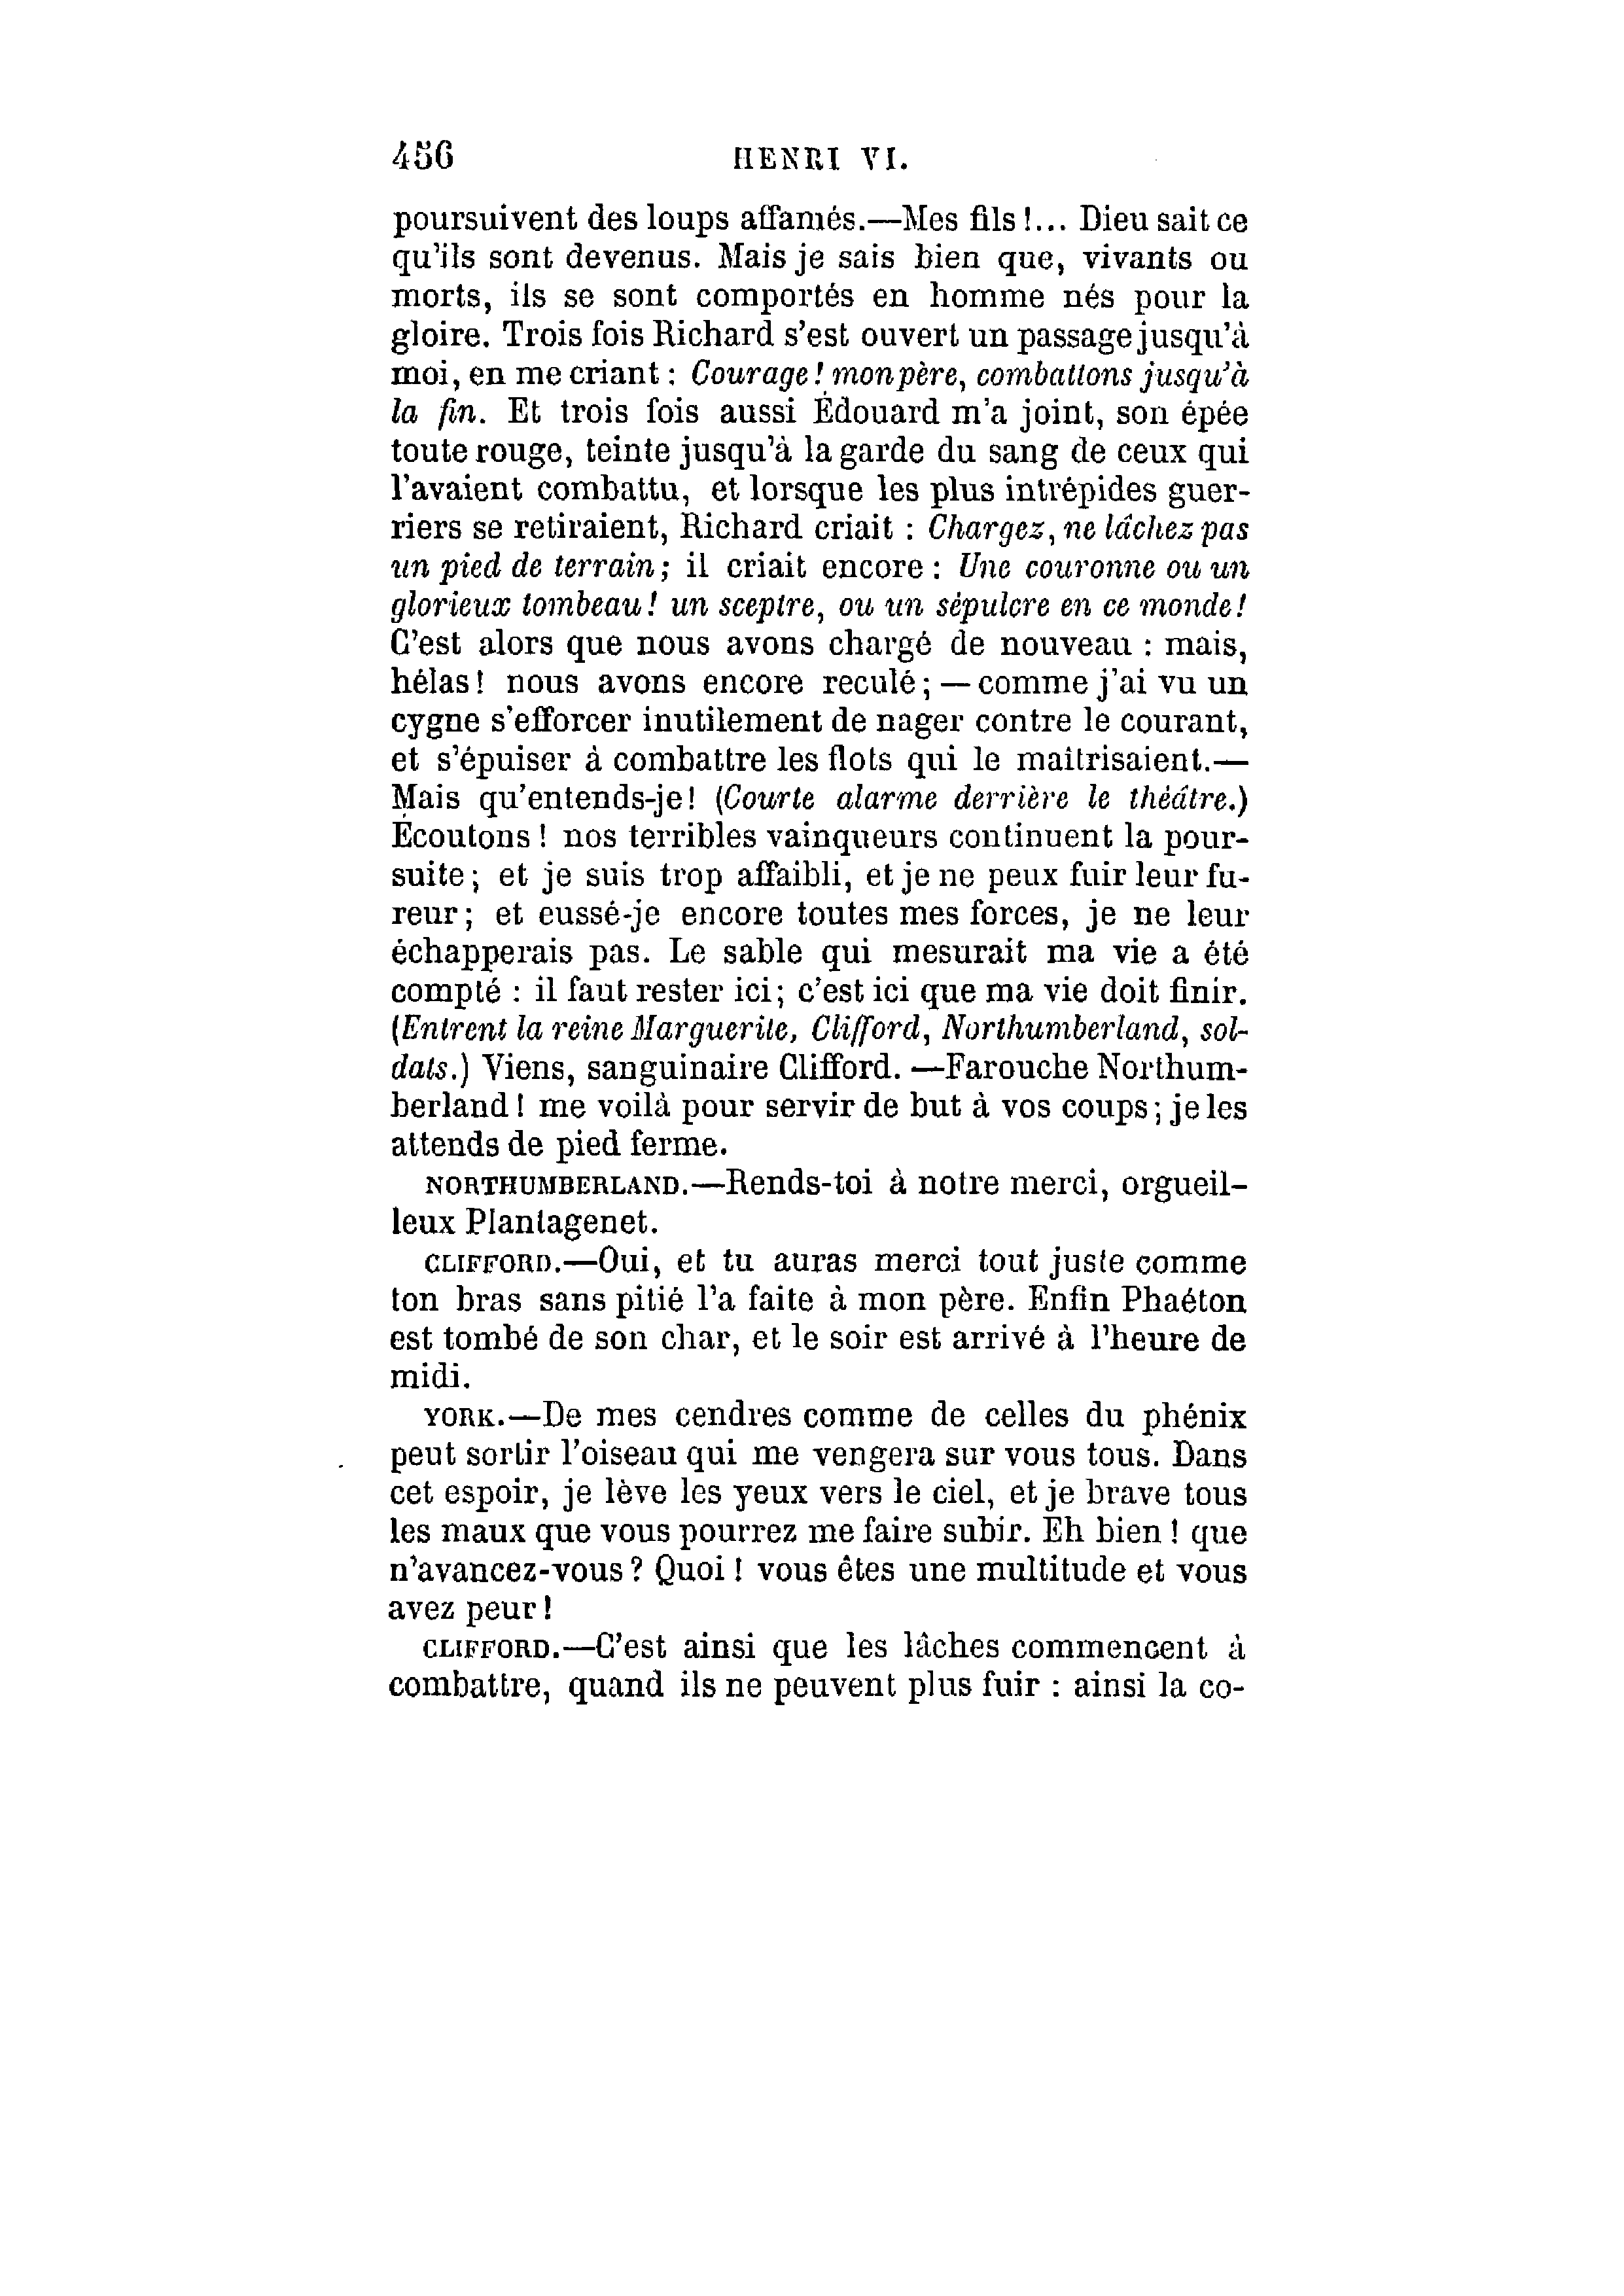 456 HENRI VI.
poursuivent des loups affamés.—Mes fils !... Dieu sait ce
qu'ils sont devenus. Mais je sais bien que, vivants ou
morts, ils se sont comportés en homme nés pour la
gloire. Trois fois Richard s'est ouvert un passage jusqu'à
moi, en me criant : Courage ! mon père, combattons jusqu'à
la fin. Et trois fois aussi Édouard m'a joint, son épée
toute rouge, teinte jusqu'à la garde du sang de ceux qui
l'avaient combattu, et lorsque les plus intrépides guer-
riers se retiraient, Richard criait : Chargez, ne lâchez pas
un pied de terrain ; il criait encore : Une couronne ou un
glorieux tombeau ! un sceptre, ou un sépulcre en ce monde !
C'est alors que nous avons chargé de nouveau : mais,
hélas ! nous avons encore reculé ; — comme j'ai vu un
cygne s'efforcer inutilement de nager contre le courant,
et s'épuiser à combattre les flots qui le maîtrisaient.—
Mais qu'entends-je! (Courte alarme derrière le théâtre.)
Écoutons ! nos terribles vainqueurs continuent la pour-
suite ; et je suis trop affaibli, et je ne peux fuir leur fu-
reur ; et eussé-je encore toutes mes forces, je ne leur
échapperais pas. Le sable qui mesurait ma vie a été
compté : il faut rester ici; c'est ici que ma vie doit finir.
(Entrent la reine Marguerite, Clifford, Northumberland, sol-
dats.) Viens, sanguinaire Clifford. —Farouche Northum-
berland ! me voilà pour servir de but à vos coups ; je les
attends de pied ferme.
NORTHUMBERLAND.—Rends-toi à notre merci, orgueil-
leux Plantagenet.
CLIFFORD.—Oui, et tu auras merci tout juste comme
ton bras sans pitié l'a faite à mon père. Enfin Phaéton
est tombé de son char, et le soir est arrivé à l'heure de
midi.
YORK.—De mes cendres comme de celles du phénix
peut sortir l'oiseau qui me vengera sur vous tous. Dans
cet espoir, je lève les yeux vers le ciel, et je brave tous
les maux que vous pourrez me faire subir. Eh bien ! que
n'avancez-vous ? Quoi ! vous êtes une multitude et vous
avez peur !
CLIFFORD.—C'est ainsi que les lâches commencent à
combattre, quand ils ne peuvent plus fuir : ainsi la co-